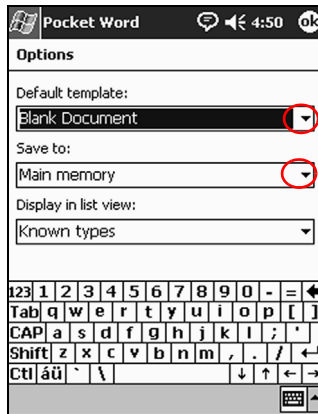 Pocket Word 4:50 ok
Options
Default template:
Blank Document
Save to:
Main memory
Display in list view:
Known types
123 1 2 3 4 5 6 7 8 9 0 - =
Tab q w e r t y u i o p [ ]
CAP a s d f g h j k l ; '
Shift z x c v b n m , . /
Ctl áü ` \